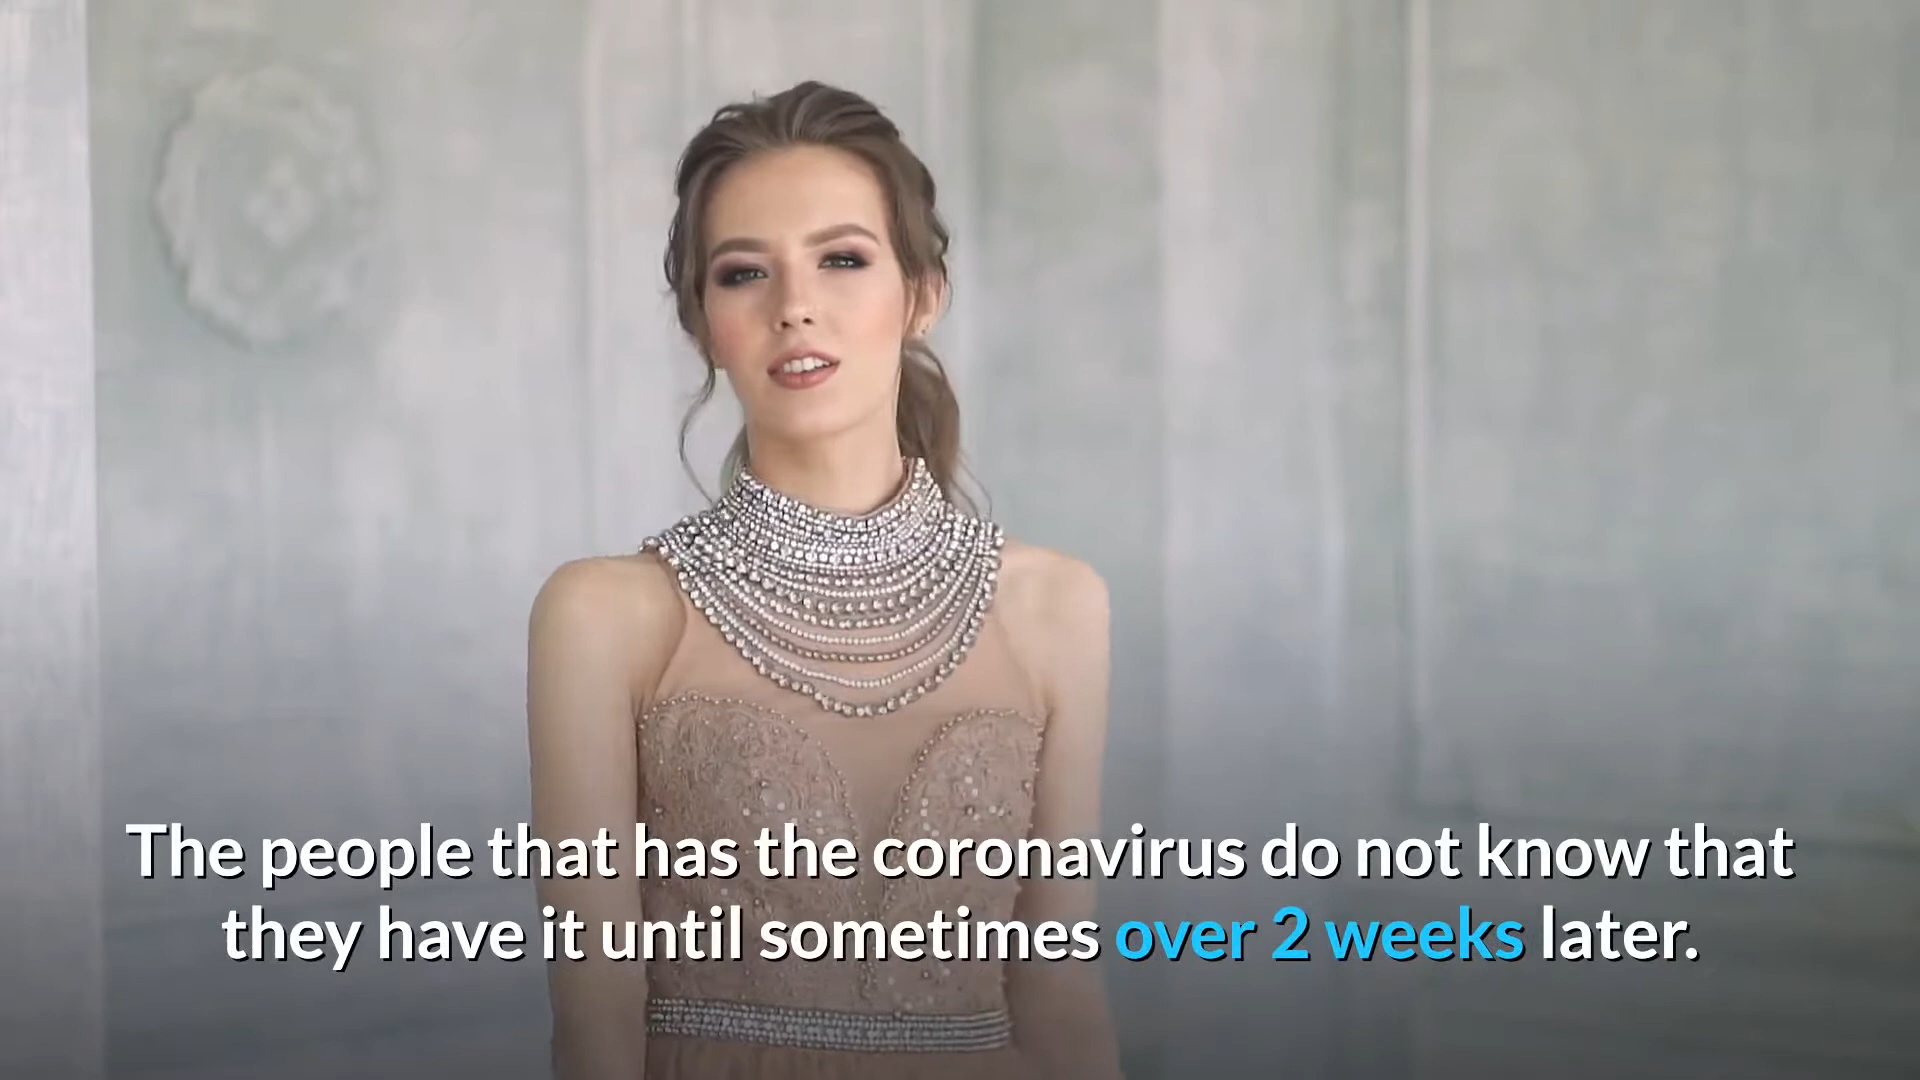 The people that has the coronavirus do not know that
they have it until sometimes over 2 weeks later.